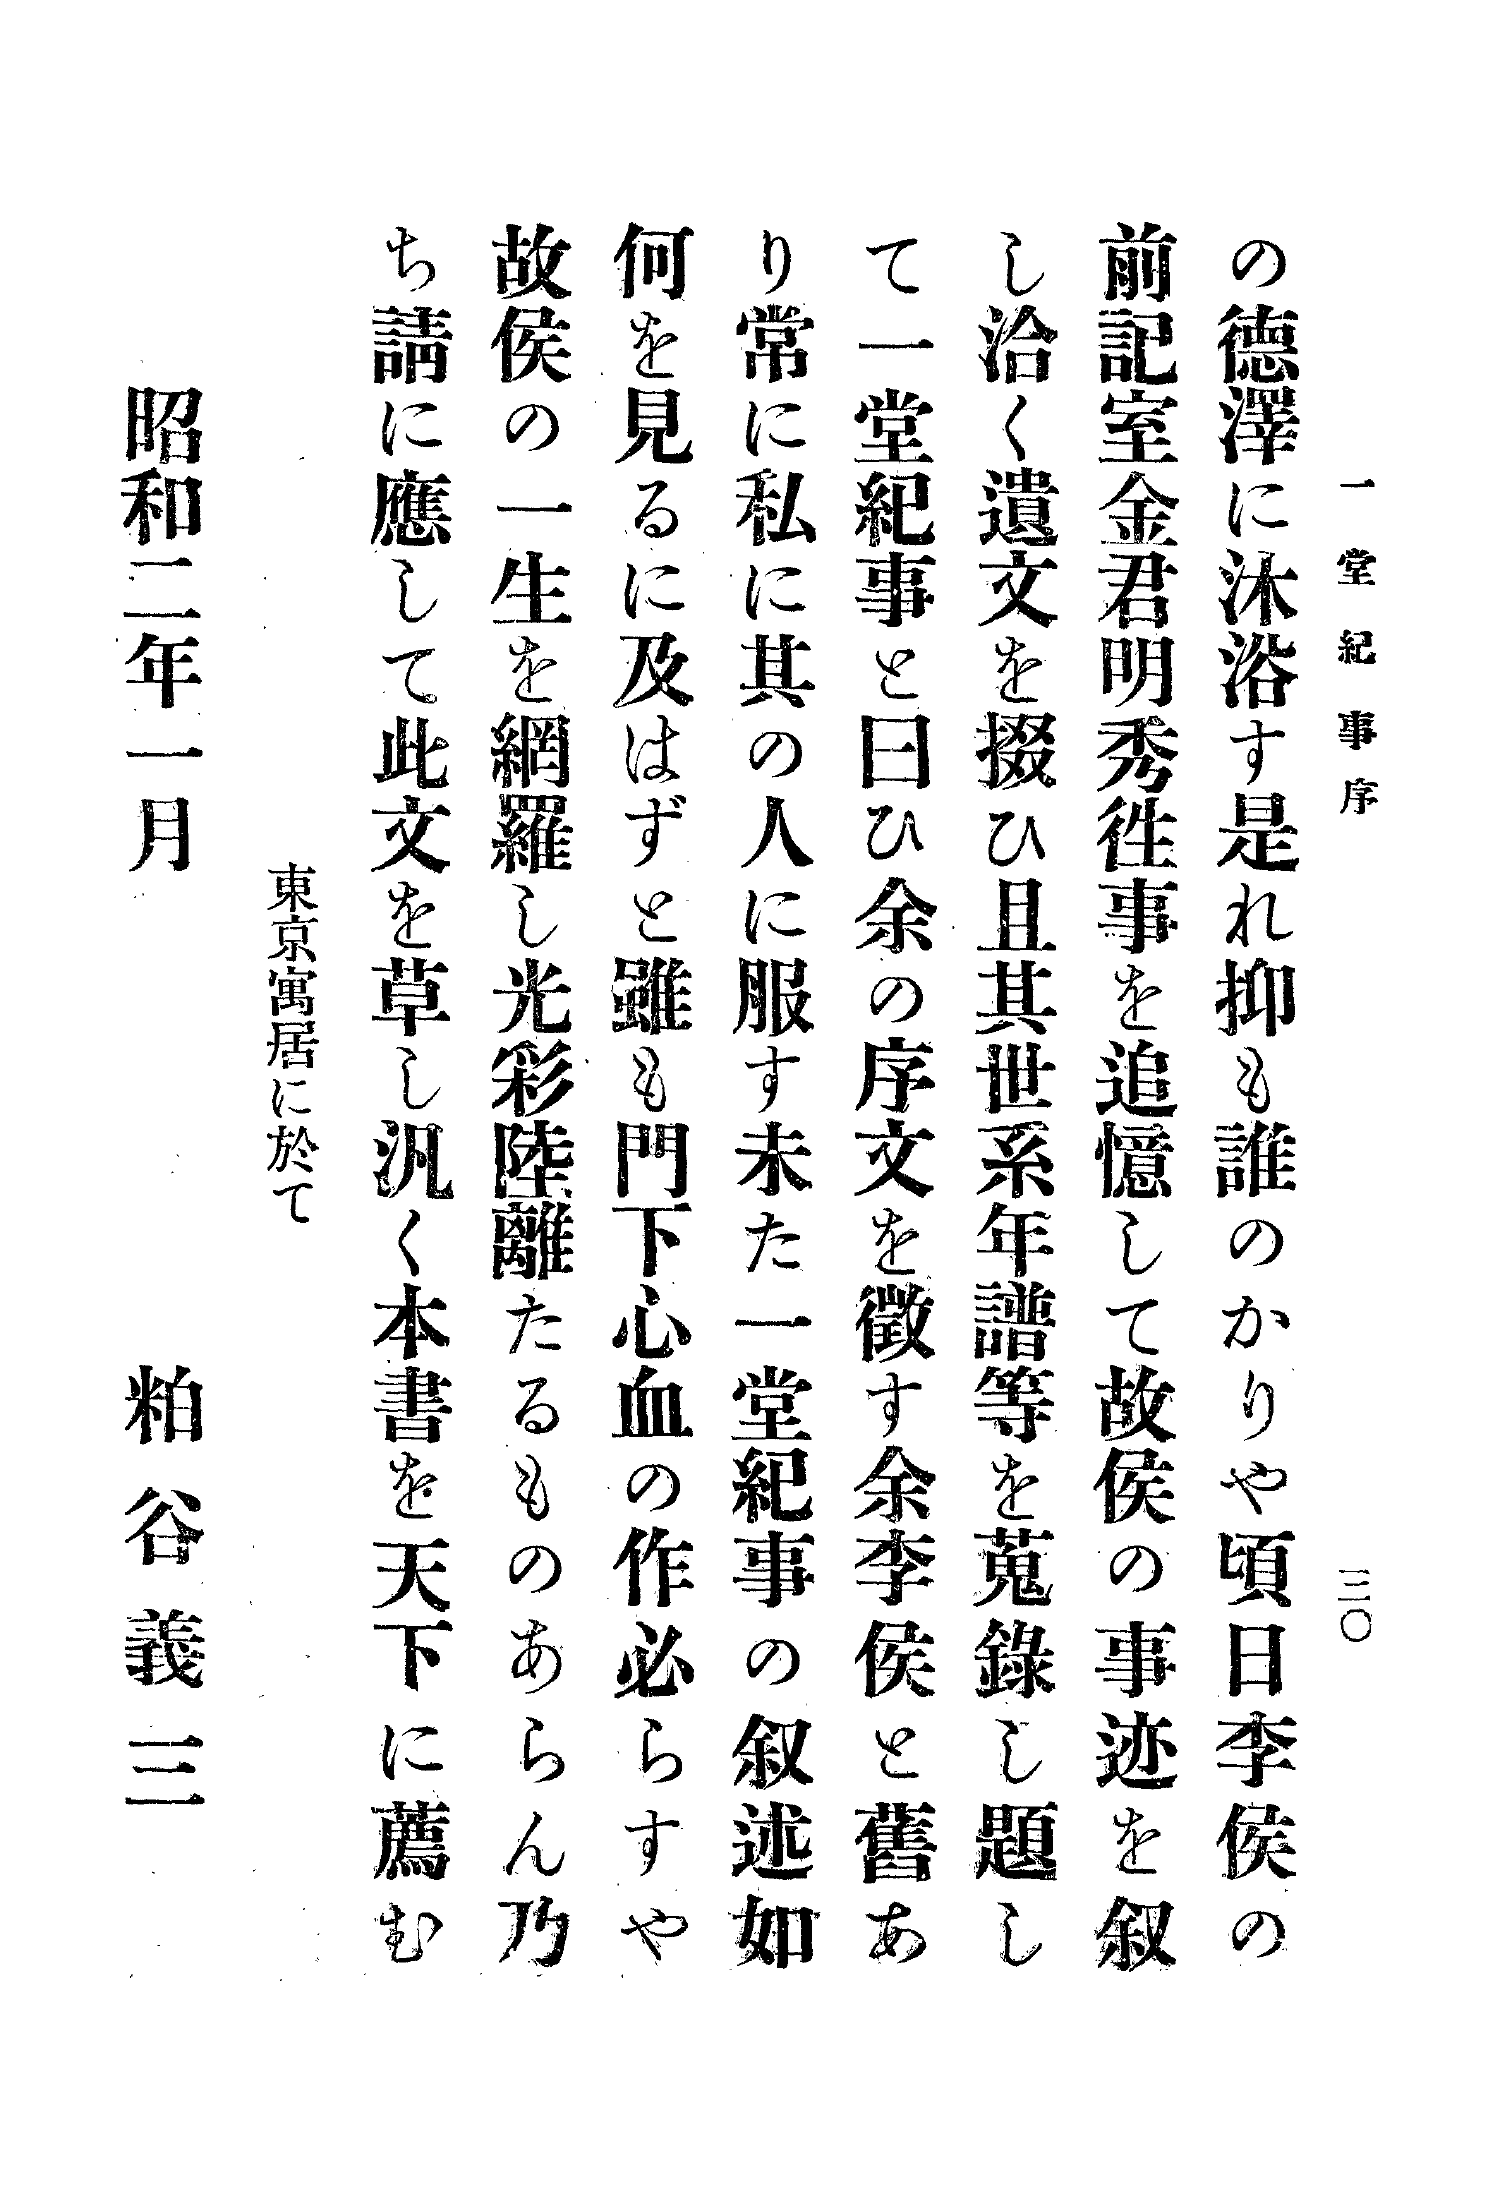 一堂紀事序
三〇
の德澤に沐浴す是れ抑も誰のかりや頃日李侯の
前記室金君明秀徃事を追憶して故侯の事迹を叙
し洽く遺文を掇ひ且其世系年譜等を蒐錄し題し
て一堂紀事と曰ひ余の序文を徵す余李侯と舊あ
り常に私に其の人に服す未た一堂紀事の叙述如
何を見るに及はずと雖も門下心血の作必らすや
故侯の一生を網羅し光彩陸離たるものあらん乃
ち請に應して此文を草し汎く本書を天下に薦む
東京寓居に於て
昭和二年一月　粕谷義三